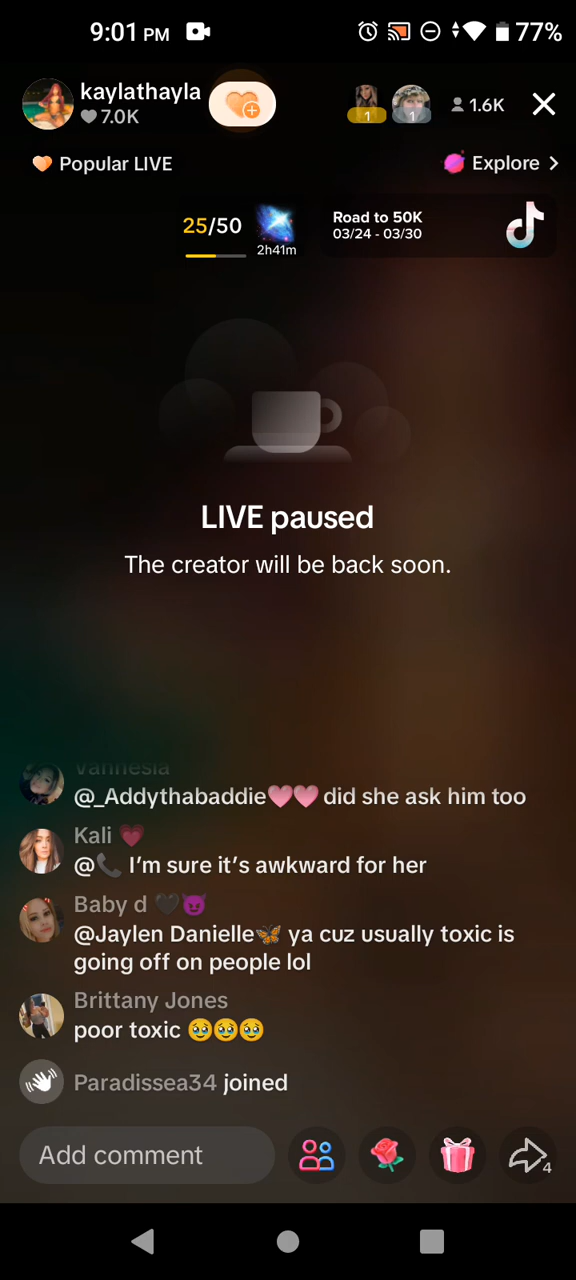 9:01 PM
77%
kaylathayla
7.0K
1
1
1.6K
Popular LIVE
Explore >
25/50
2h41m
Road to 50K
03/24 - 03/30
LIVE paused
The creator will be back soon.
Vannesia
@_Addythabaddie🩷🩷 did she ask him too
Kali 💗
@📞 I'm sure it's awkward for her
Baby d 🖤😈
@Jaylen Danielle🦋 ya cuz usually toxic is
going off on people lol
Brittany Jones
poor toxic 🥹🥹🥹
Paradissea34 joined
Add comment
4